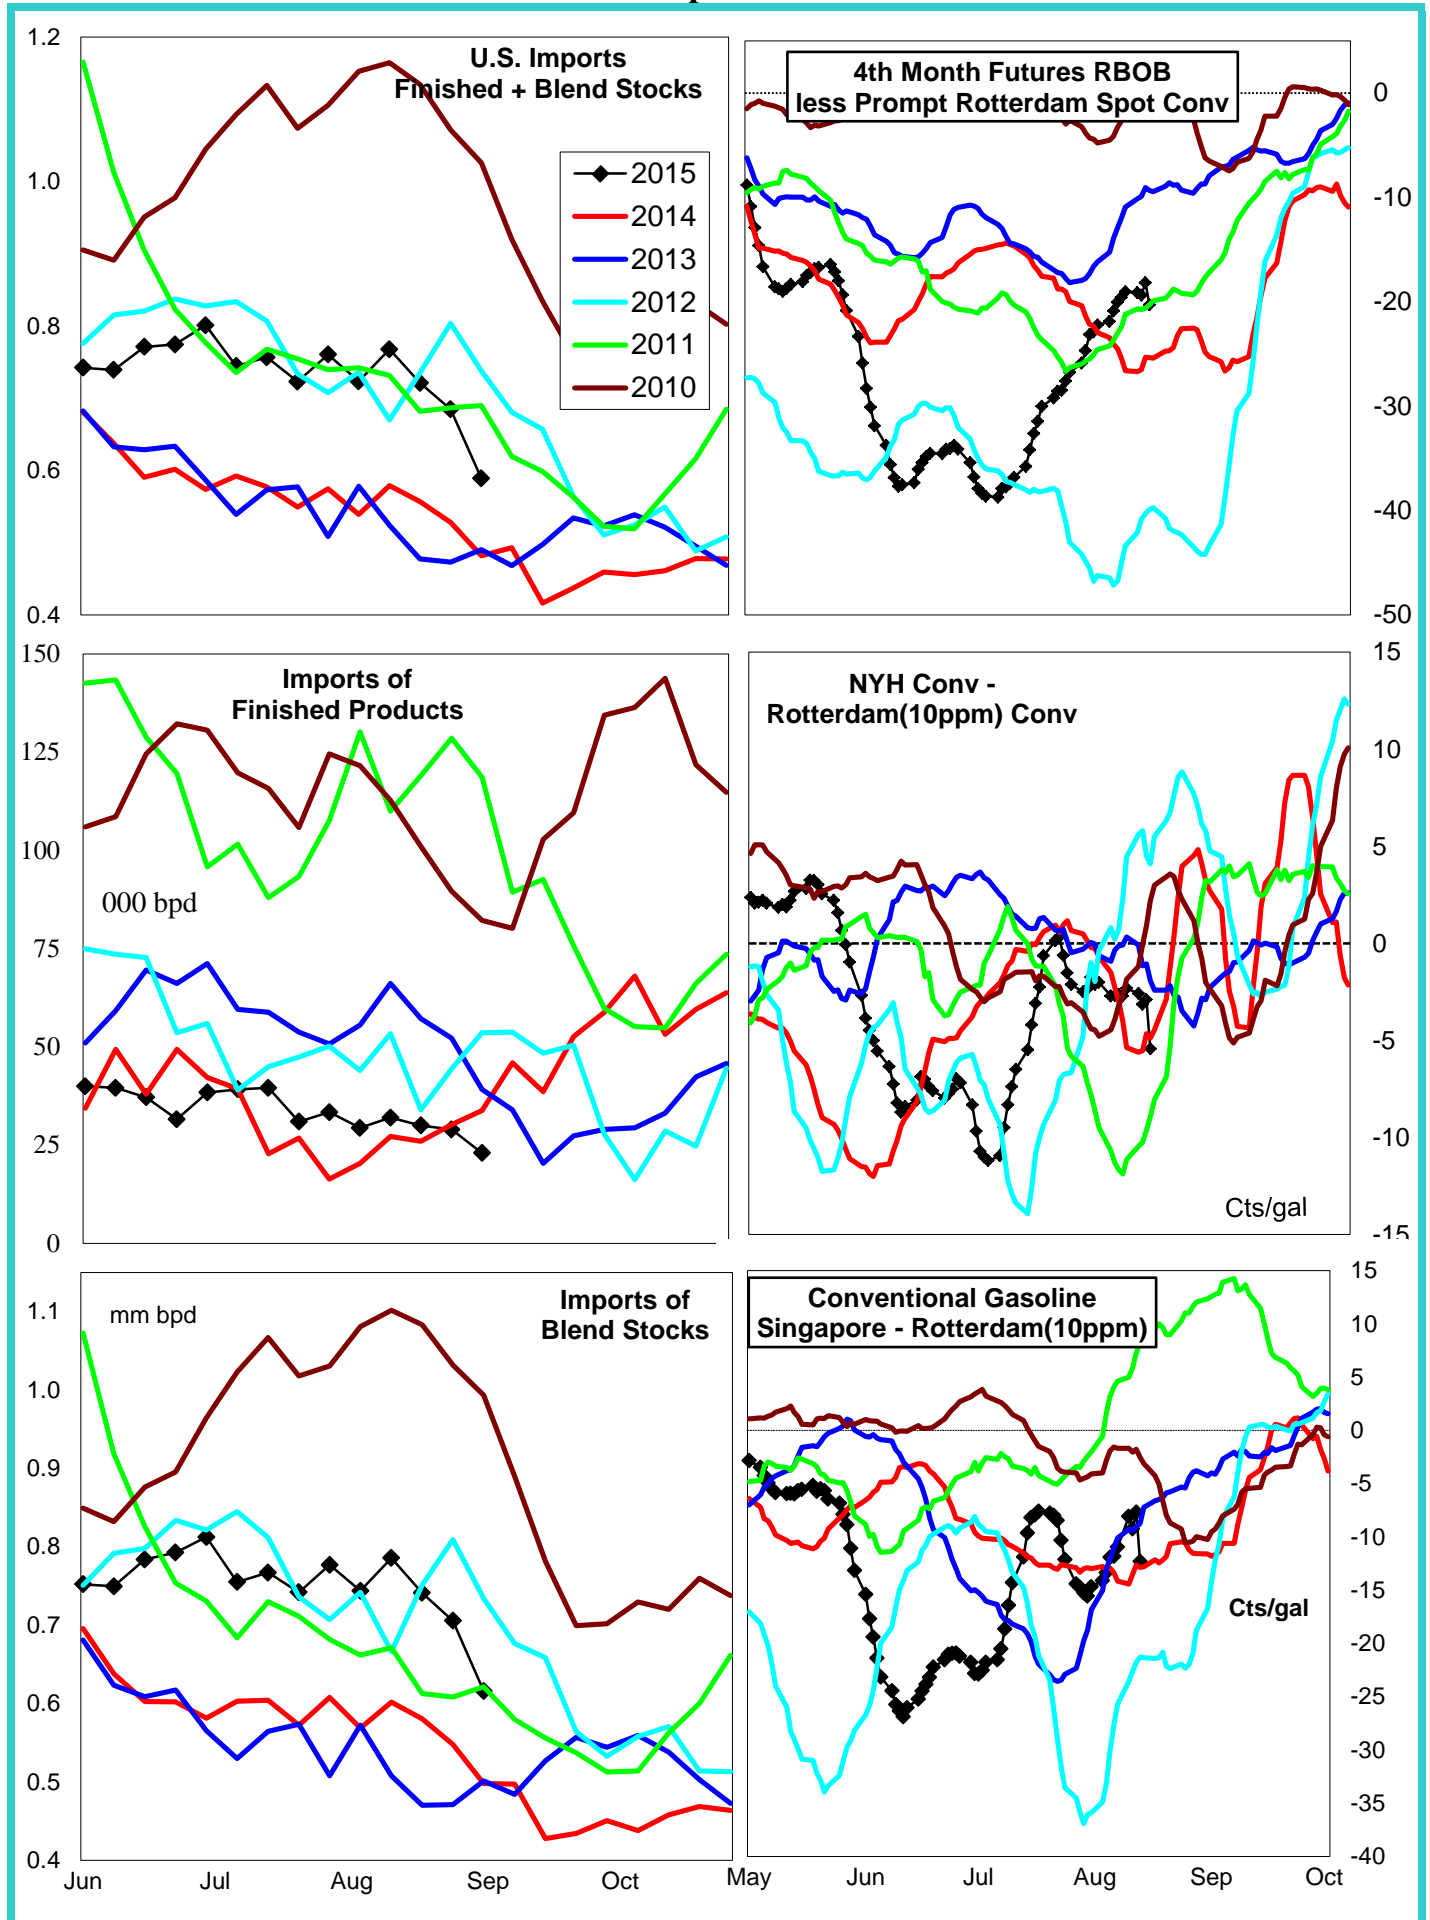 U.S. Imports
Finished + Blend Stocks
1.2
1.0
0.8
0.6
0.4
2015
2014
2013
2012
2011
2010
4th Month Futures RBOB
less Prompt Rotterdam Spot Conv
0
-10
-20
-30
-40
-50
Imports of
Finished Products
150
125
100
75
50
25
0
000 bpd
NYH Conv -
Rotterdam(10ppm) Conv
15
10
5
0
-5
-10
-15
Cts/gal
mm bpd
Imports of
Blend Stocks
1.1
1.0
0.9
0.8
0.7
0.6
0.5
0.4
Jun
Jul
Aug
Sep
Oct
Conventional Gasoline
Singapore - Rotterdam(10ppm)
15
10
5
0
-5
-10
-15
-20
-25
-30
-35
-40
Cts/gal
May
Jun
Jul
Aug
Sep
Oct